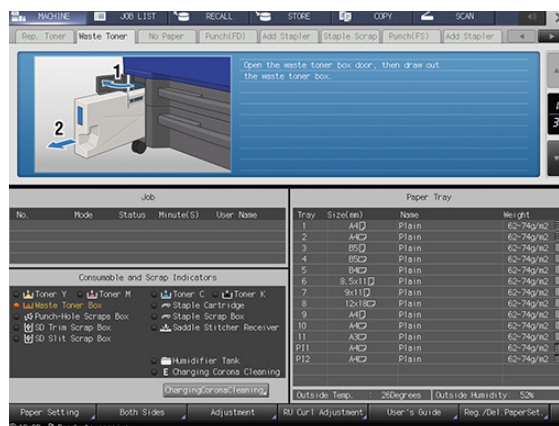 MACHINE JOB LIST RECALL STORE COPY SCAN
Rep. Toner Waste Toner No Paper Punch(FD) Add Stapler Staple Scrap Punch(FS) Add Stapler
Open the waste toner box door, then draw out
the waste toner box.
1
2
Job
No. Mode Status Minute(S) User Name
Consumable and Scrap Indicators
Toner Y Toner M Toner C Toner K
Waste Toner Box Staple Cartridge
Punch-Hole Scraps Box Staple Scrap Box
SD Trim Scrap Box Saddle Stitcher Receiver
SD Slit Scrap Box
Humidifier Tank
E Charging Corona Cleaning
ChargingCoronaCleaning
Paper Tray
Tray Size(mm) Name Weight
1 A4 Plain 62-74g/m2
2 A4 Plain 62-74g/m2
3 B5 Plain 62-74g/m2
4 B5 Plain 62-74g/m2
5 B4 Plain 62-74g/m2
6 8.5x11 Plain 62-74g/m2
7 9x11 Plain 62-74g/m2
8 12x18 Plain 62-74g/m2
9 A4 Plain 62-74g/m2
10 A4 Plain 62-74g/m2
11 A3 Plain 62-74g/m2
PI1 A4 Plain 62-74g/m2
PI2 A4 Plain 62-74g/m2
Outside Temp. : 26Degrees Outside Humidity: 52%
Paper Setting Both Sides Adjustment RU Curl Adjustment User's Guide Reg./Del.PaperSet.